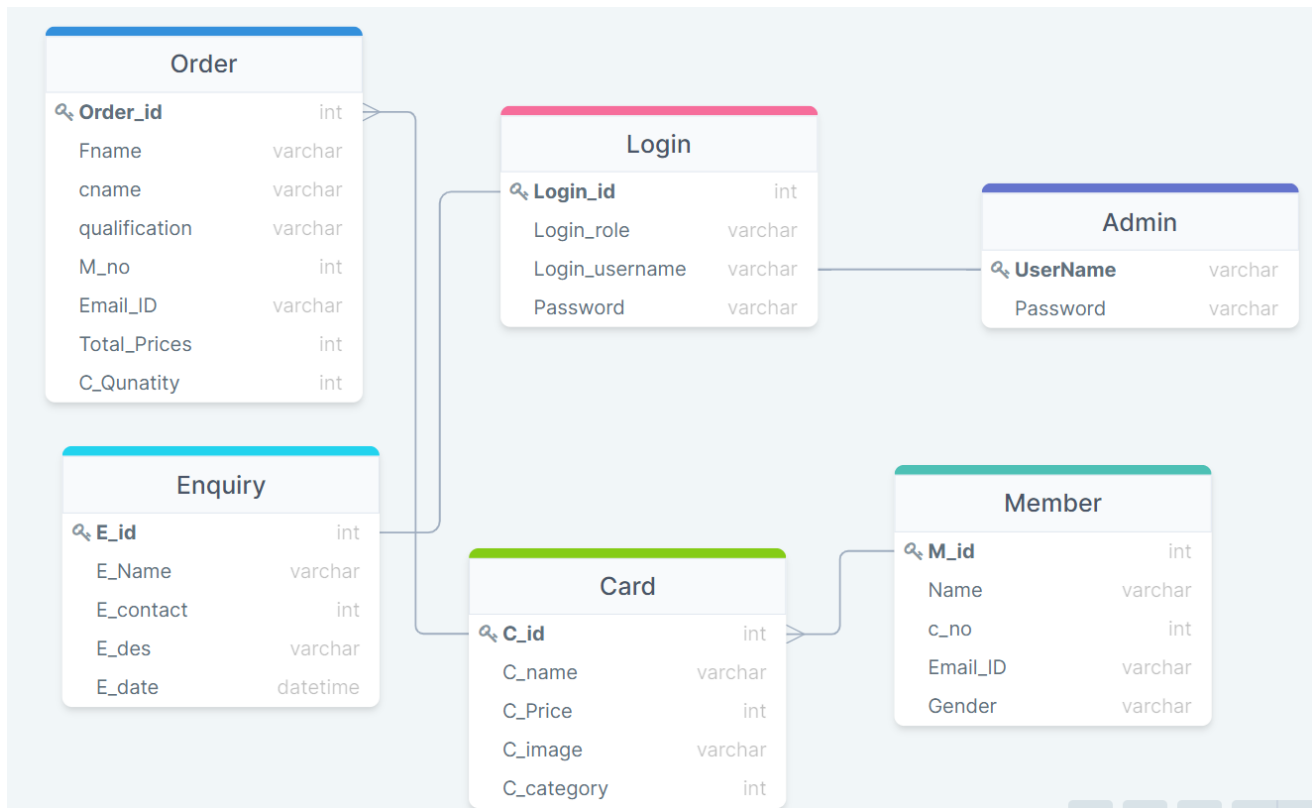 Order
Order_id int
Fname varchar
cname varchar
qualification varchar
M_no int
Email_ID varchar
Total_Prices int
C_Qunatity int
Login
Login_id int
Login_role varchar
Login_username varchar
Password varchar
Admin
UserName varchar
Password varchar
Enquiry
E_id int
E_Name varchar
E_contact int
E_des varchar
E_date datetime
Card
C_id int
C_name varchar
C_Price int
C_image varchar
C_category int
Member
M_id int
Name varchar
c_no int
Email_ID varchar
Gender varchar